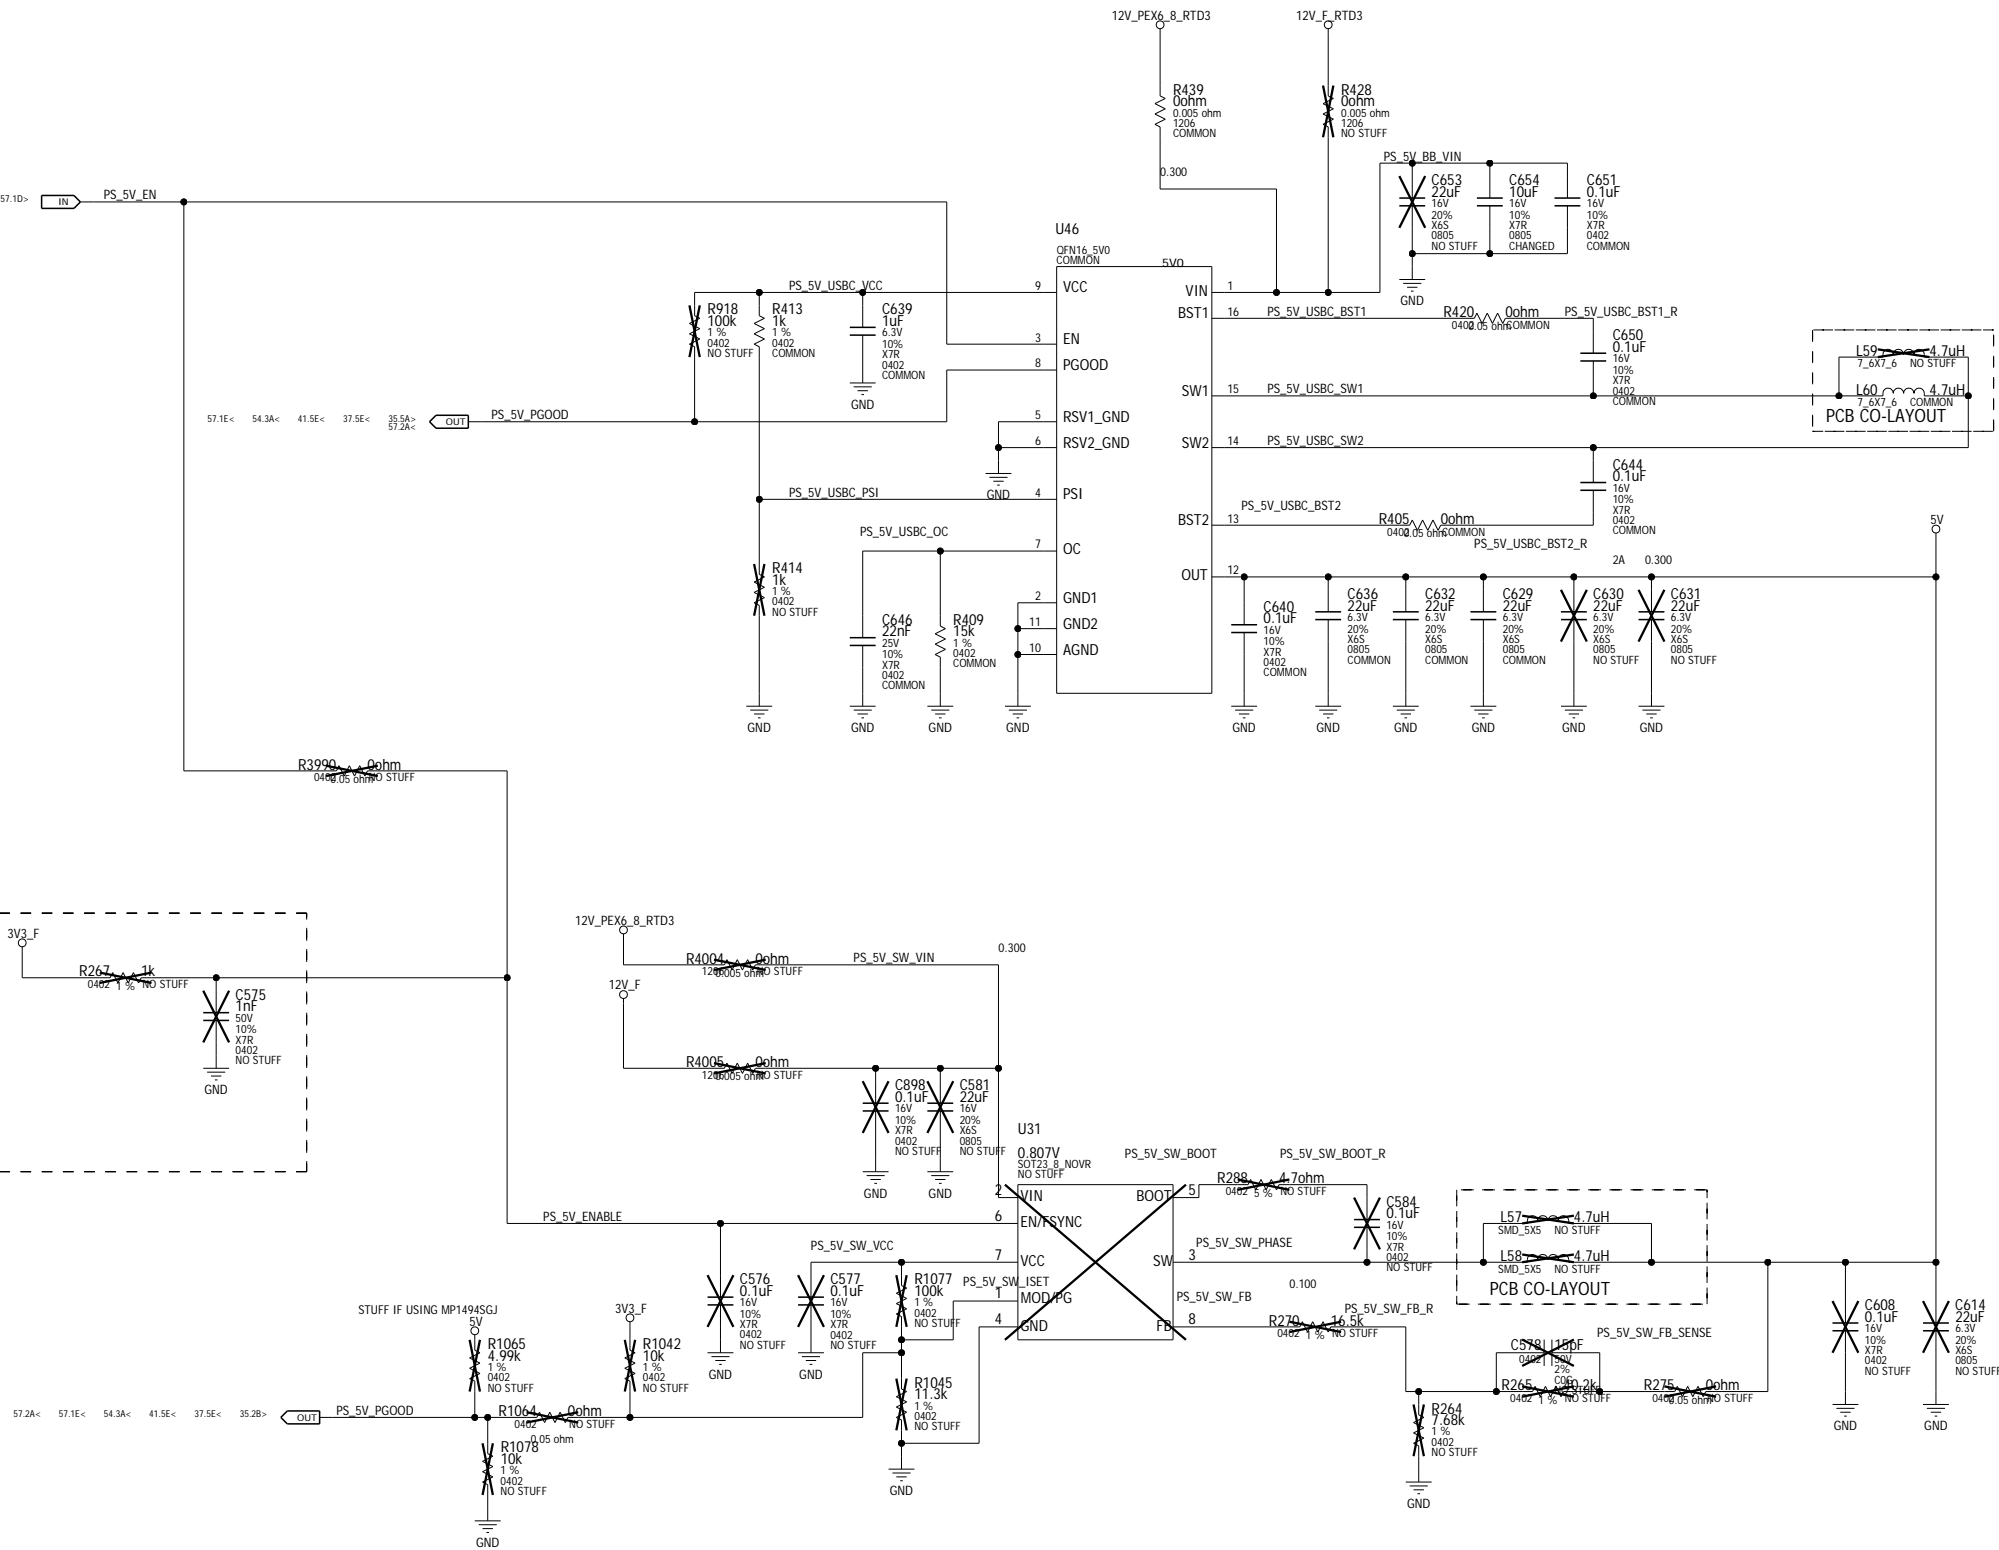 12V_PEX6_8_RTD3
12V_F_RTD3
R439
0ohm
0.005 ohm
1206
COMMON
R428
0ohm
0.005 ohm
1206
NO STUFF
0.300
PS_5V_BB_VIN
C653
22uF
16V
20%
X6S
0805
NO STUFF
C654
10uF
16V
10%
X7R
0805
CHANGED
C651
0.1uF
16V
10%
X7R
0402
COMMON
GND
57.1D>
IN
PS_5V_EN
U46
QFN16_5V0
COMMON
5V0
PS_5V_USBC_VCC
9
VCC
VIN
1
R918
100k
1 %
0402
NO STUFF
R413
1k
1 %
0402
COMMON
C639
1uF
6.3V
10%
X7R
0402
COMMON
GND
3
EN
8
PGOOD
BST1
16
PS_5V_USBC_BST1
R420
0ohm
0402
0.05 ohm
COMMON
PS_5V_USBC_BST1_R
C650
0.1uF
16V
10%
X7R
0402
COMMON
L59
4.7uH
7_6X7_6
NO STUFF
L60
4.7uH
7_6X7_6
COMMON
PCB CO-LAYOUT
SW1
15
PS_5V_USBC_SW1
57.1E<
54.3A<
41.5E<
37.5E<
35.5A>
57.2A<
OUT
PS_5V_PGOOD
5
RSV1_GND
6
RSV2_GND
GND
SW2
14
PS_5V_USBC_SW2
C644
0.1uF
16V
10%
X7R
0402
COMMON
PS_5V_USBC_PSI
4
PSI
PS_5V_USBC_BST2
BST2
13
R405
0ohm
0402
0.05 ohm
COMMON
PS_5V_USBC_BST2_R
5V
PS_5V_USBC_OC
7
OC
2A
0.300
OUT
12
R414
1k
1 %
0402
NO STUFF
GND
C646
22nF
25V
10%
X7R
0402
COMMON
GND
R409
15k
1 %
0402
COMMON
GND
2
GND1
11
GND2
10
AGND
GND
C640
0.1uF
16V
10%
X7R
0402
COMMON
GND
C636
22uF
6.3V
20%
X6S
0805
COMMON
GND
C632
22uF
6.3V
20%
X6S
0805
COMMON
GND
C629
22uF
6.3V
20%
X6S
0805
COMMON
GND
C630
22uF
6.3V
20%
X6S
0805
NO STUFF
GND
C631
22uF
6.3V
20%
X6S
0805
NO STUFF
GND
R3990
0ohm
0402
0.05 ohm
NO STUFF
3V3_F
R267
1k
0402
1 %
NO STUFF
C575
1nF
50V
10%
X7R
0402
NO STUFF
GND
12V_PEX6_8_RTD3
R4004
0ohm
1206
0.005 ohm
NO STUFF
PS_5V_SW_VIN
0.300
12V_F
R4005
0ohm
1206
0.005 ohm
NO STUFF
C898
0.1uF
16V
10%
X7R
0402
NO STUFF
GND
C581
22uF
16V
20%
X6S
0805
NO STUFF
GND
U31
0.807V
SOT23_8_NOVR
NO STUFF
2
VIN
BOOT
5
PS_5V_SW_BOOT
R288
4.7ohm
0402
5 %
NO STUFF
PS_5V_SW_BOOT_R
C584
0.1uF
16V
10%
X7R
0402
NO STUFF
PS_5V_ENABLE
6
EN/FSYNC
PS_5V_SW_VCC
7
VCC
SW
3
PS_5V_SW_PHASE
0.100
L57
4.7uH
SMD_5X5
NO STUFF
L58
4.7uH
SMD_5X5
NO STUFF
PCB CO-LAYOUT
C576
0.1uF
16V
10%
X7R
0402
NO STUFF
GND
C577
0.1uF
16V
10%
X7R
0402
NO STUFF
GND
R1077
100k
1 %
0402
NO STUFF
PS_5V_SW_ISET
1
MOD/PG
4
GND
FB
8
PS_5V_SW_FB
R270
16.5k
0402
1 %
NO STUFF
PS_5V_SW_FB_R
C578
15pF
0402
50V
2%
C0G
PS_5V_SW_FB_SENSE
R265
40.2k
0402
1 %
NO STUFF
R275
0ohm
0402
0.05 ohm
NO STUFF
R264
7.68k
1 %
0402
NO STUFF
GND
C608
0.1uF
16V
10%
X7R
0402
NO STUFF
GND
C614
22uF
6.3V
20%
X6S
0805
NO STUFF
GND
STUFF IF USING MP1494SGJ
5V
R1065
4.99k
1 %
0402
NO STUFF
3V3_F
R1042
10k
1 %
0402
NO STUFF
R1045
11.3k
1 %
0402
NO STUFF
GND
57.2A<
57.1E<
54.3A<
41.5E<
37.5E<
35.2B>
OUT
PS_5V_PGOOD
R1064
0ohm
0402
0.05 ohm
NO STUFF
R1078
10k
1 %
0402
NO STUFF
GND